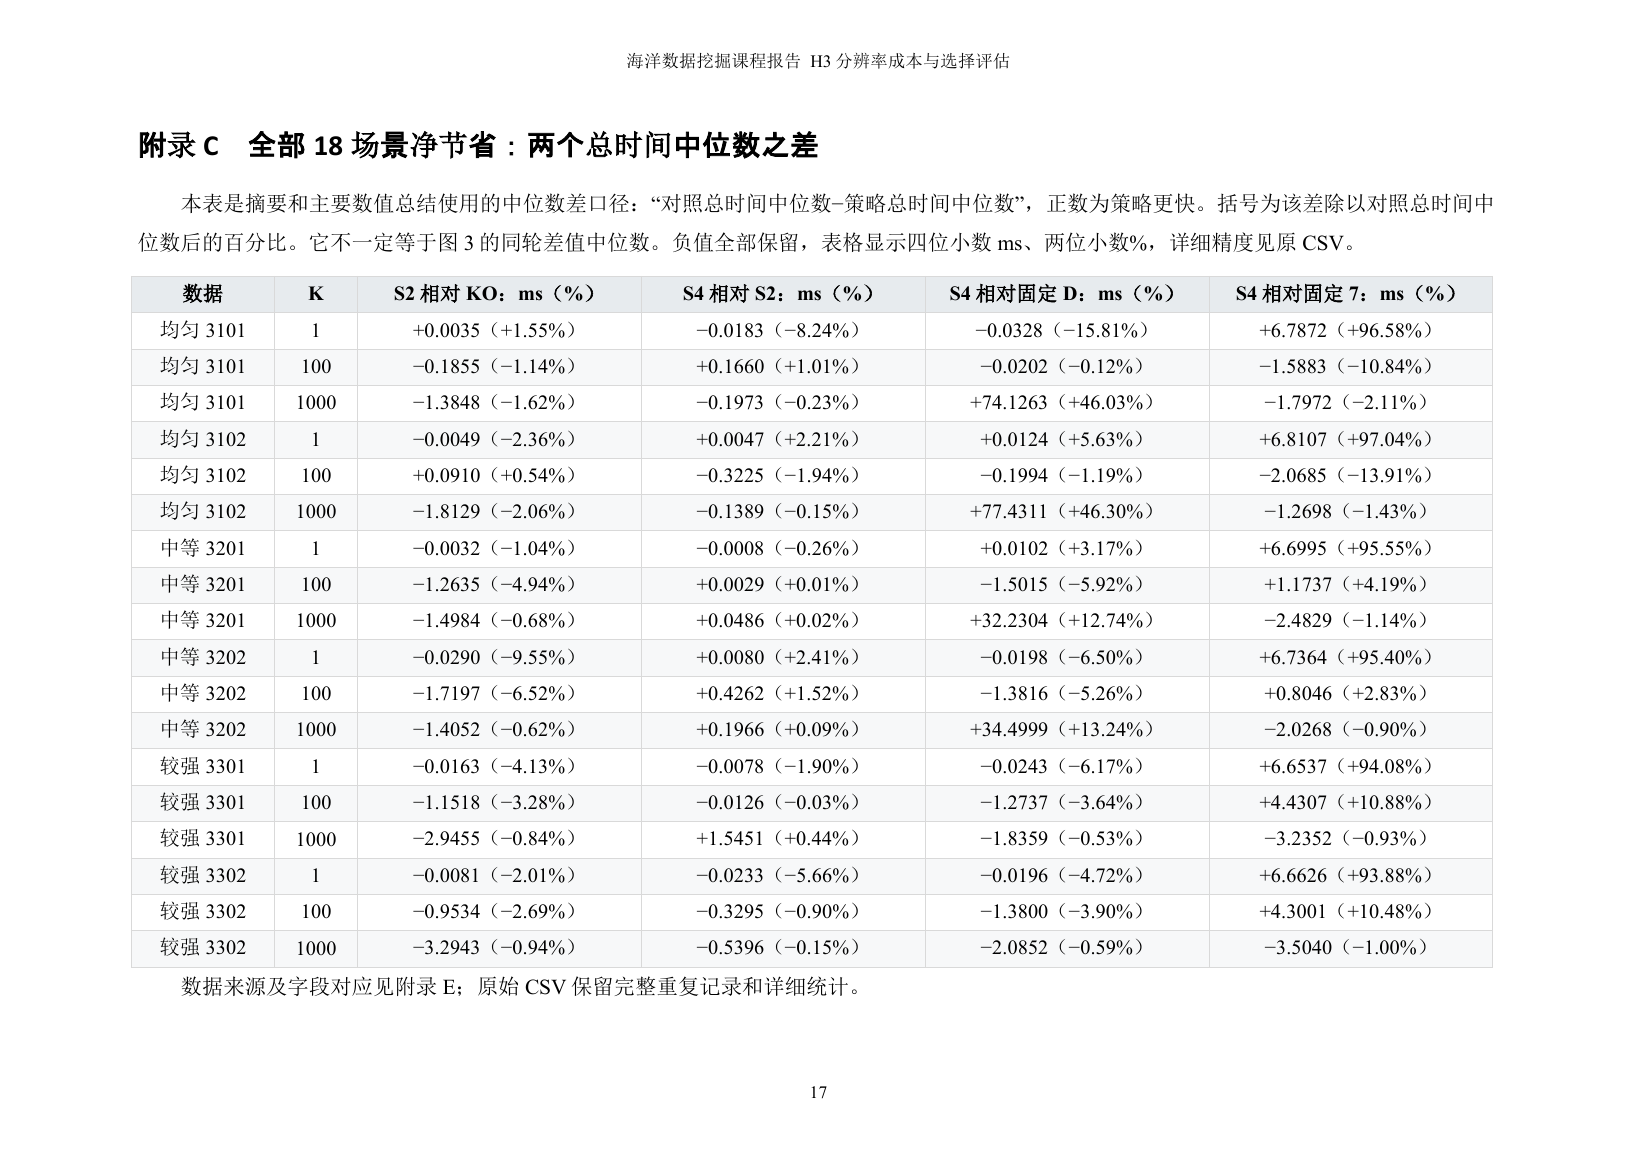 海洋数据挖掘课程报告 H3 分辨率成本与选择评估
附录 C　全部 18 场景净节省：两个总时间中位数之差
本表是摘要和主要数值总结使用的中位数差口径：“对照总时间中位数−策略总时间中位数”，正数为策略更快。括号为该差除以对照总时间中
位数后的百分比。它不一定等于图 3 的同轮差值中位数。负值全部保留，表格显示四位小数 ms、两位小数%，详细精度见原 CSV。
数据 K S2 相对 KO：ms（%） S4 相对 S2：ms（%） S4 相对固定 D：ms（%） S4 相对固定 7：ms（%）
均匀 3101 1 +0.0035（+1.55%） −0.0183（−8.24%） −0.0328（−15.81%） +6.7872（+96.58%）
均匀 3101 100 −0.1855（−1.14%） +0.1660（+1.01%） −0.0202（−0.12%） −1.5883（−10.84%）
均匀 3101 1000 −1.3848（−1.62%） −0.1973（−0.23%） +74.1263（+46.03%） −1.7972（−2.11%）
均匀 3102 1 −0.0049（−2.36%） +0.0047（+2.21%） +0.0124（+5.63%） +6.8107（+97.04%）
均匀 3102 100 +0.0910（+0.54%） −0.3225（−1.94%） −0.1994（−1.19%） −2.0685（−13.91%）
均匀 3102 1000 −1.8129（−2.06%） −0.1389（−0.15%） +77.4311（+46.30%） −1.2698（−1.43%）
中等 3201 1 −0.0032（−1.04%） −0.0008（−0.26%） +0.0102（+3.17%） +6.6995（+95.55%）
中等 3201 100 −1.2635（−4.94%） +0.0029（+0.01%） −1.5015（−5.92%） +1.1737（+4.19%）
中等 3201 1000 −1.4984（−0.68%） +0.0486（+0.02%） +32.2304（+12.74%） −2.4829（−1.14%）
中等 3202 1 −0.0290（−9.55%） +0.0080（+2.41%） −0.0198（−6.50%） +6.7364（+95.40%）
中等 3202 100 −1.7197（−6.52%） +0.4262（+1.52%） −1.3816（−5.26%） +0.8046（+2.83%）
中等 3202 1000 −1.4052（−0.62%） +0.1966（+0.09%） +34.4999（+13.24%） −2.0268（−0.90%）
较强 3301 1 −0.0163（−4.13%） −0.0078（−1.90%） −0.0243（−6.17%） +6.6537（+94.08%）
较强 3301 100 −1.1518（−3.28%） −0.0126（−0.03%） −1.2737（−3.64%） +4.4307（+10.88%）
较强 3301 1000 −2.9455（−0.84%） +1.5451（+0.44%） −1.8359（−0.53%） −3.2352（−0.93%）
较强 3302 1 −0.0081（−2.01%） −0.0233（−5.66%） −0.0196（−4.72%） +6.6626（+93.88%）
较强 3302 100 −0.9534（−2.69%） −0.3295（−0.90%） −1.3800（−3.90%） +4.3001（+10.48%）
较强 3302 1000 −3.2943（−0.94%） −0.5396（−0.15%） −2.0852（−0.59%） −3.5040（−1.00%）
数据来源及字段对应见附录 E；原始 CSV 保留完整重复记录和详细统计。
17